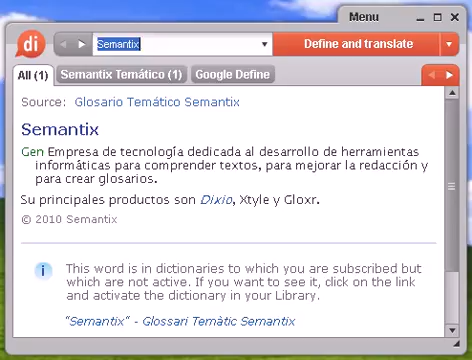 Menu
di
Semantix
Define and translate
All (1)
Semantix Temático (1)
Google Define
Source: Glosario Temático Semantix
Semantix
Gen Empresa de tecnología dedicada al desarrollo de herramientas
informáticas para comprender textos, para mejorar la redacción y
para crear glosarios.
Su principales productos son Dixio, Xtyle y Gloxr.
© 2010 Semantix
i
This word is in dictionaries to which you are subscribed but
which are not active. If you want to see it, click on the link
and activate the dictionary in your Library.
"Semantix" - Glossari Temàtic Semantix